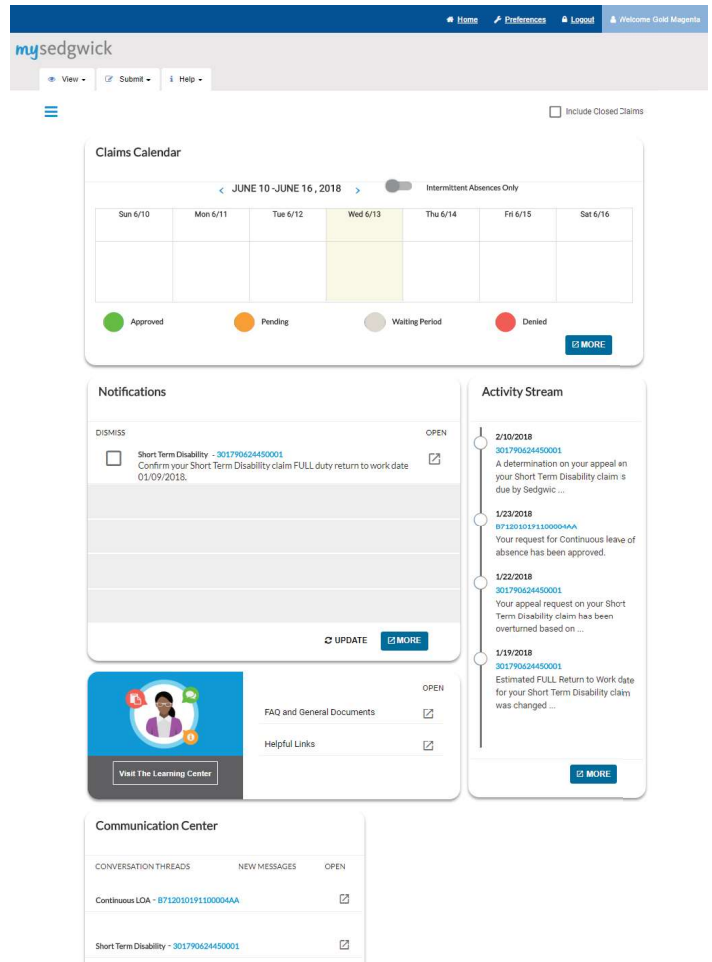 Home Preferences Logout Welcome Gold Magenta
mysedgwick
View Submit Help
Include Closed Claims
Claims Calendar
JUNE 10 -JUNE 16 , 2018 Intermittent Absences Only
Sun 6/10 Mon 6/11 Tue 6/12 Wed 6/13 Thu 6/14 Fri 6/15 Sat 6/16
Approved Pending Waiting Period Denied
MORE
Notifications
DISMISS OPEN
Short Term Disability - 301790624450001
Confirm your Short Term Disability claim FULL duty return to work date
01/09/2018.
UPDATE MORE
Activity Stream
2/10/2018
301790624450001
A determination on your appeal on
your Short Term Disability claim is
due by Sedgwic ...
1/23/2018
B712010191100004AA
Your request for Continuous leave of
absence has been approved.
1/22/2018
301790624450001
Your appeal request on your Short
Term Disability claim has been
overturned based on ...
1/19/2018
301790624450001
Estimated FULL Return to Work date
for your Short Term Disability claim
was changed ...
MORE
Visit The Learning Center
OPEN
FAQ and General Documents
Helpful Links
Communication Center
CONVERSATION THREADS NEW MESSAGES OPEN
Continuous LOA - B712010191100004AA
Short Term Disability - 301790624450001